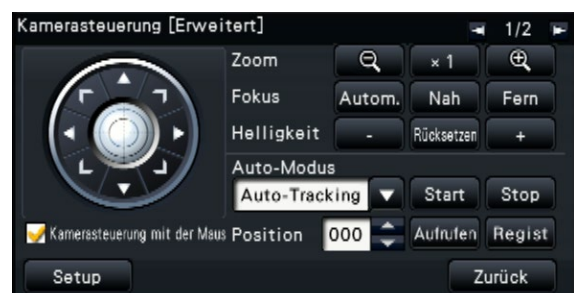 Kamerasteuerung [Erweitert] 1/2
Zoom × 1
Fokus Autom. Nah Fern
Helligkeit - Rücksetzen +
Auto-Modus
Auto-Tracking Start Stop
Kamerasteuerung mit der Maus Position 000 Aufrufen Regist
Setup Zurück